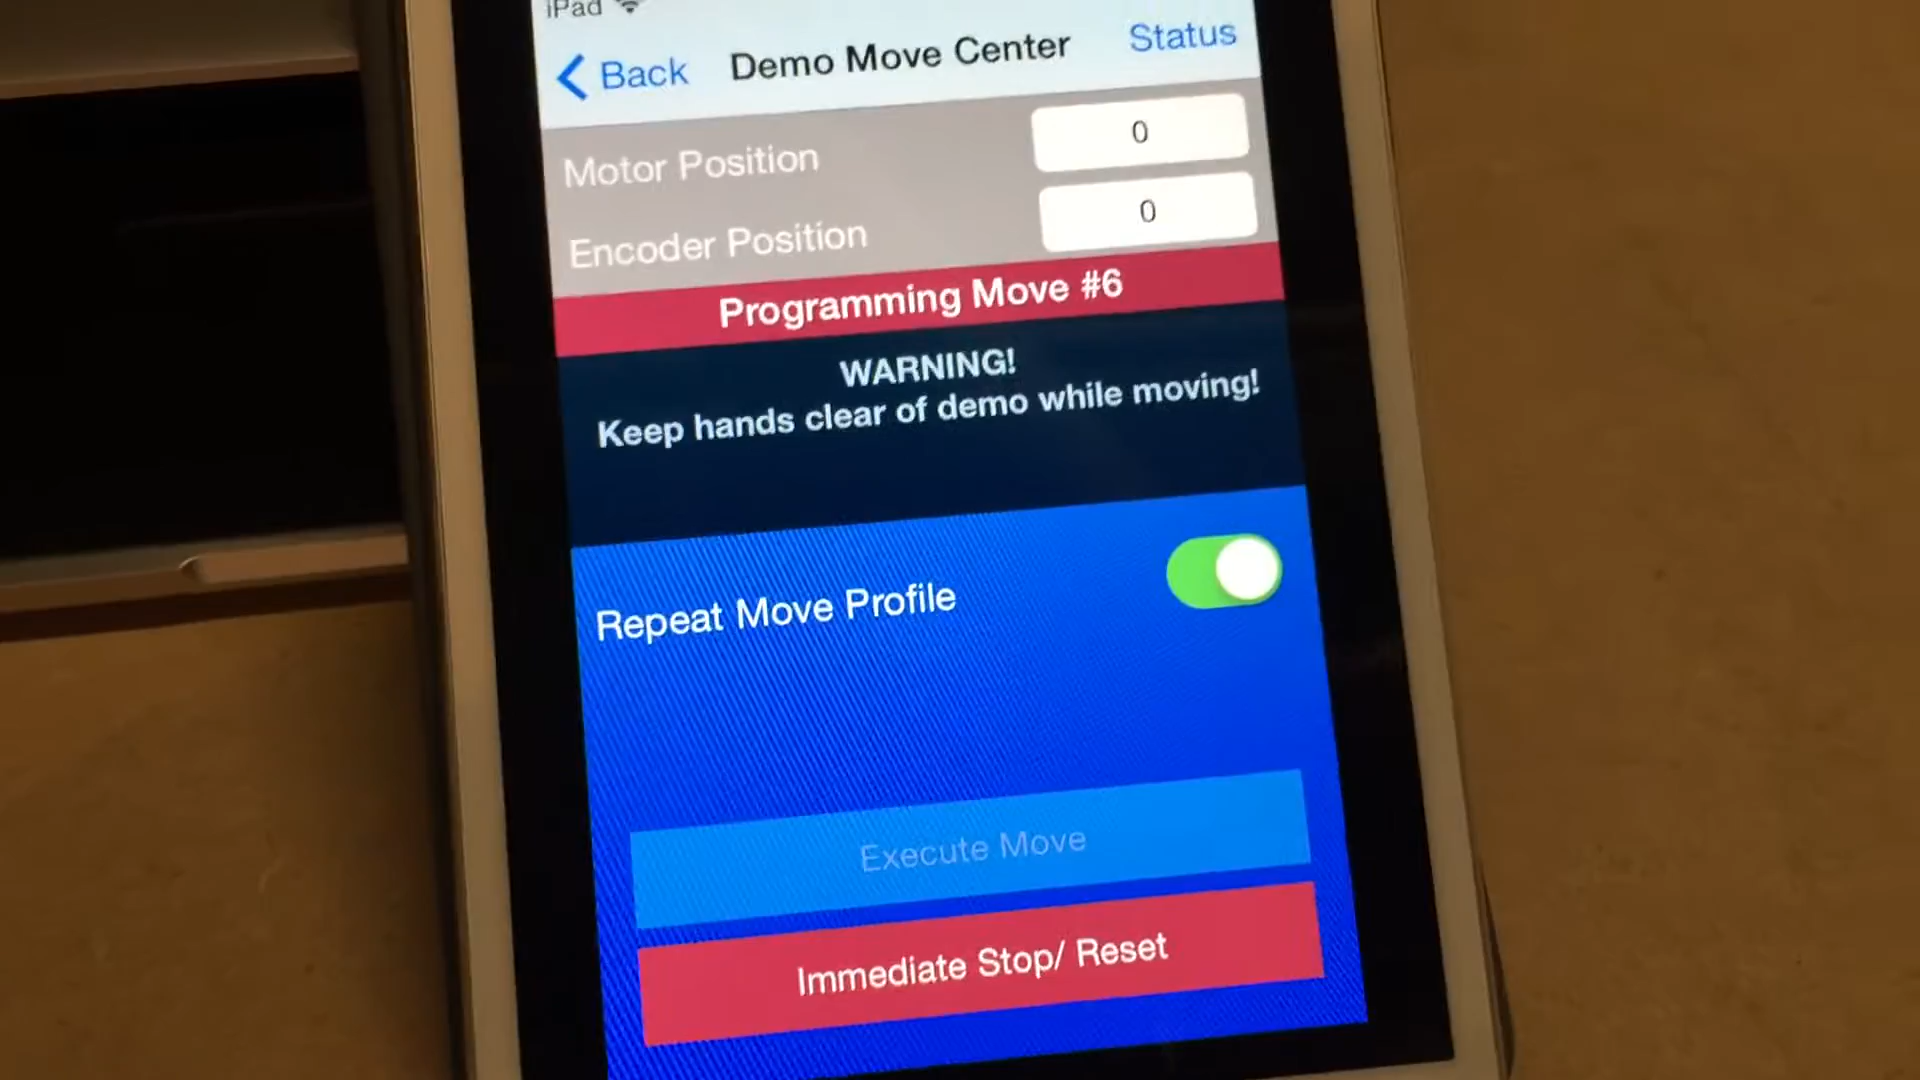 iPad
Back
Demo Move Center
Status
Motor Position
0
Encoder Position
0
Programming Move #6
WARNING!
Keep hands clear of demo while moving!
Repeat Move Profile
Execute Move
Immediate Stop/ Reset